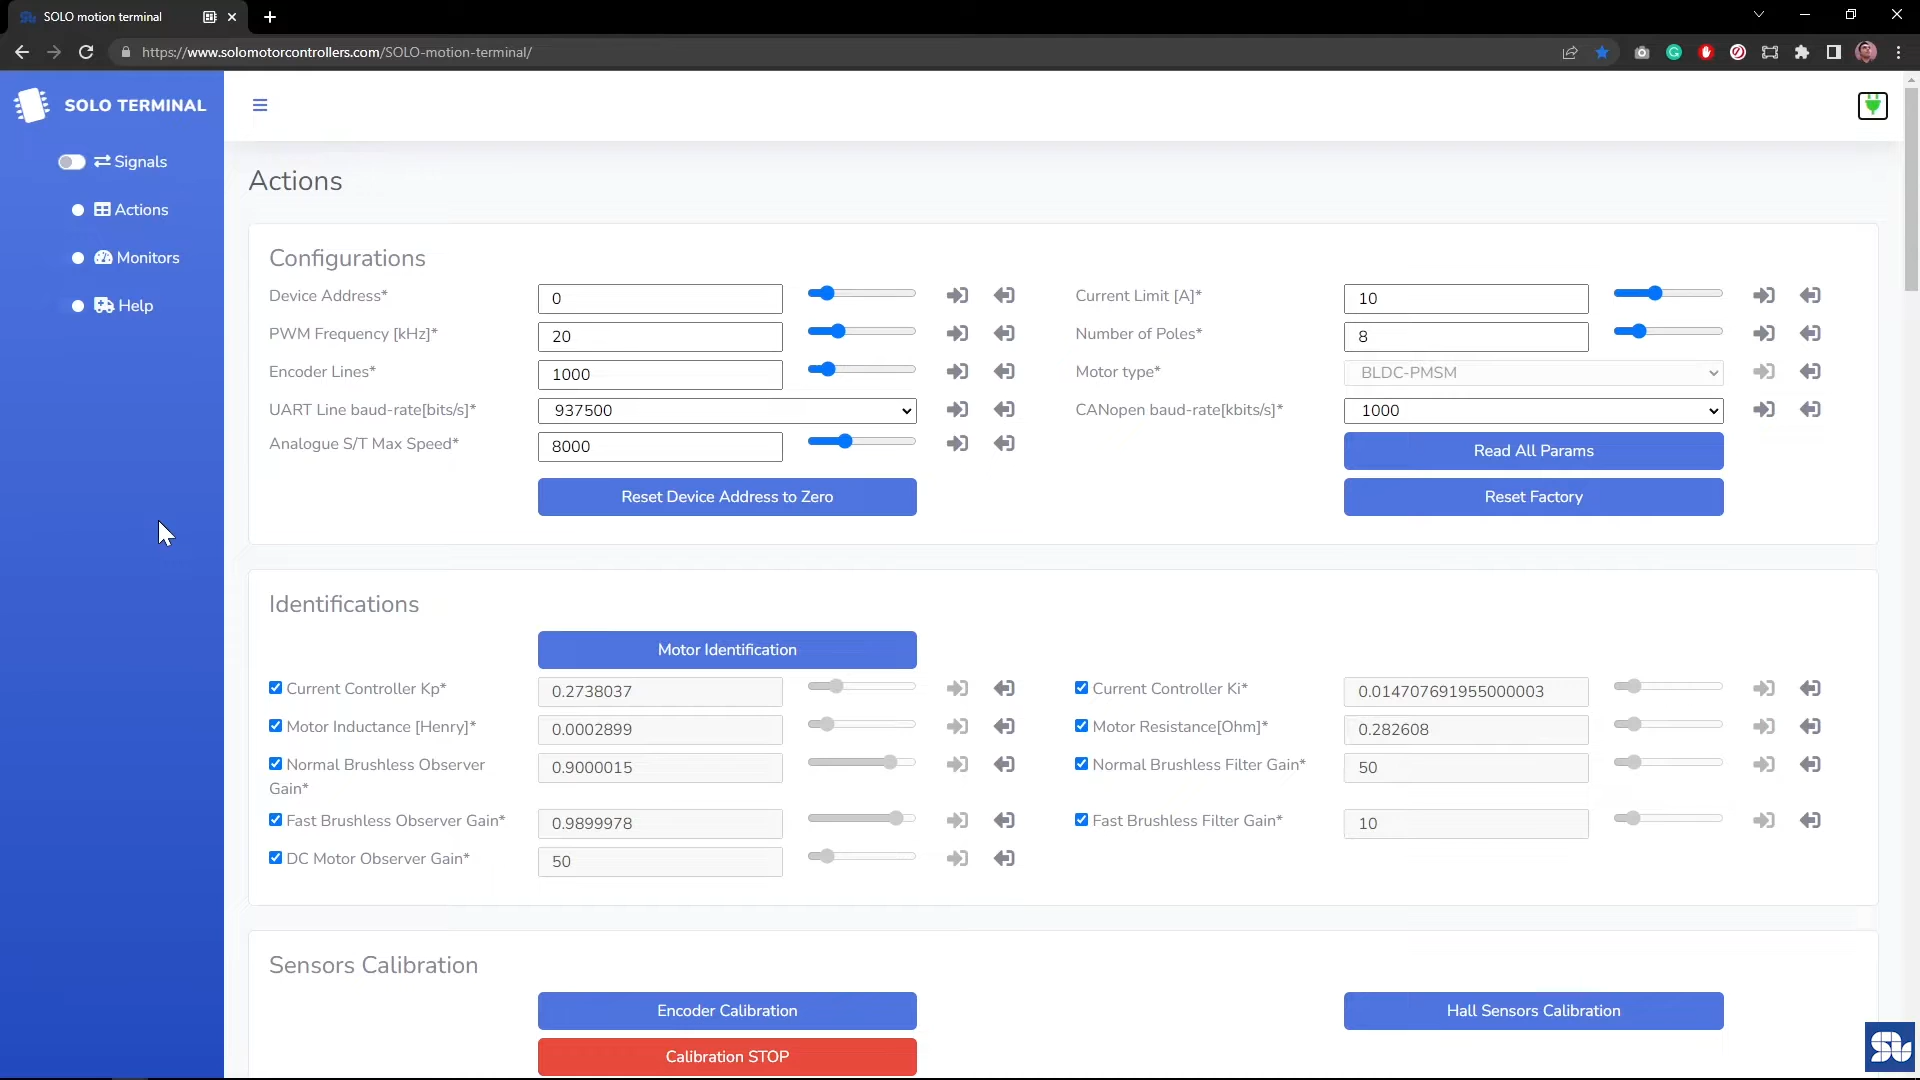 SOLO motion terminal
https://www.solomotorcontrollers.com/SOLO-motion-terminal/
SOLO TERMINAL
Signals
Actions
Monitors
Help
Actions
Configurations
Device Address*
0
Current Limit [A]*
10
PWM Frequency [kHz]*
20
Number of Poles*
8
Encoder Lines*
1000
Motor type*
BLDC-PMSM
UART Line baud-rate[bits/s]*
937500
CANopen baud-rate[kbits/s]*
1000
Analogue S/T Max Speed*
8000
Read All Params
Reset Device Address to Zero
Reset Factory
Identifications
Motor Identification
Current Controller Kp*
0.2738037
Current Controller Ki*
0.014707691955000003
Motor Inductance [Henry]*
0.0002899
Motor Resistance[Ohm]*
0.282608
Normal Brushless Observer
Gain*
0.9000015
Normal Brushless Filter Gain*
50
Fast Brushless Observer Gain*
0.9899978
Fast Brushless Filter Gain*
10
DC Motor Observer Gain*
50
Sensors Calibration
Encoder Calibration
Hall Sensors Calibration
Calibration STOP